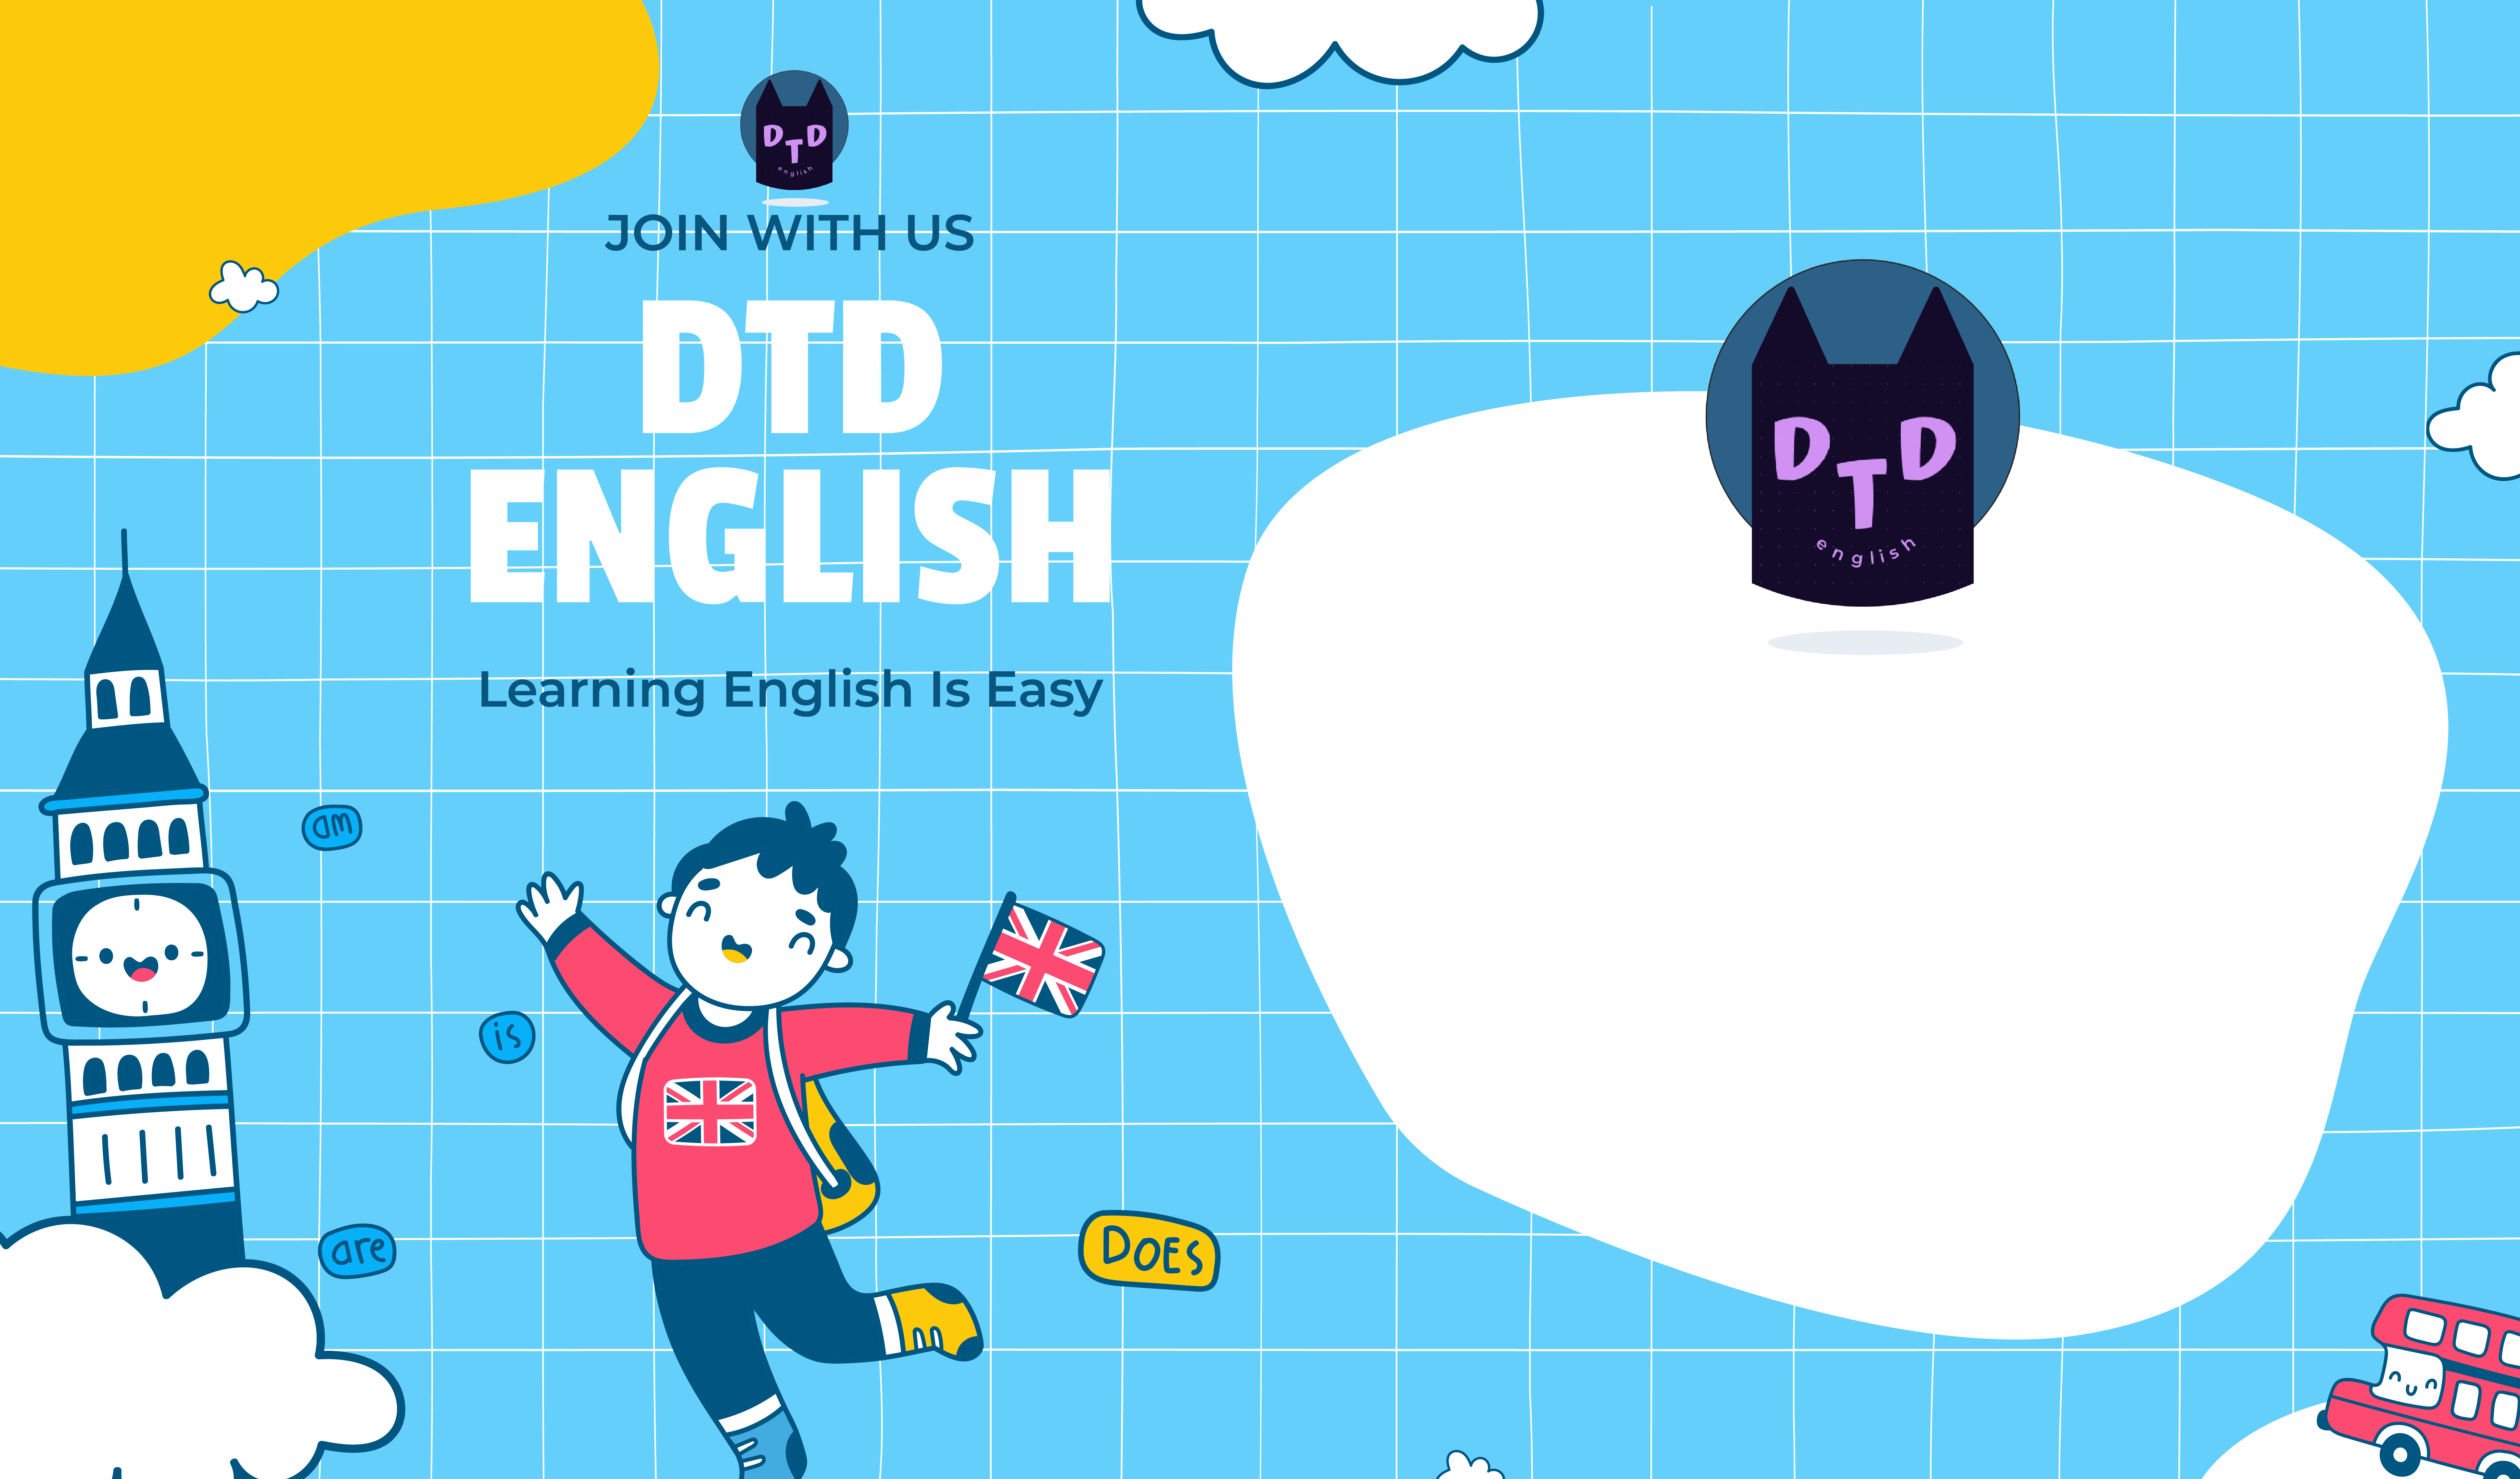 DTD
english
JOIN WITH US
DTD
ENGLISH
Learning English Is Easy
am
is
are
DOES
DTD
english